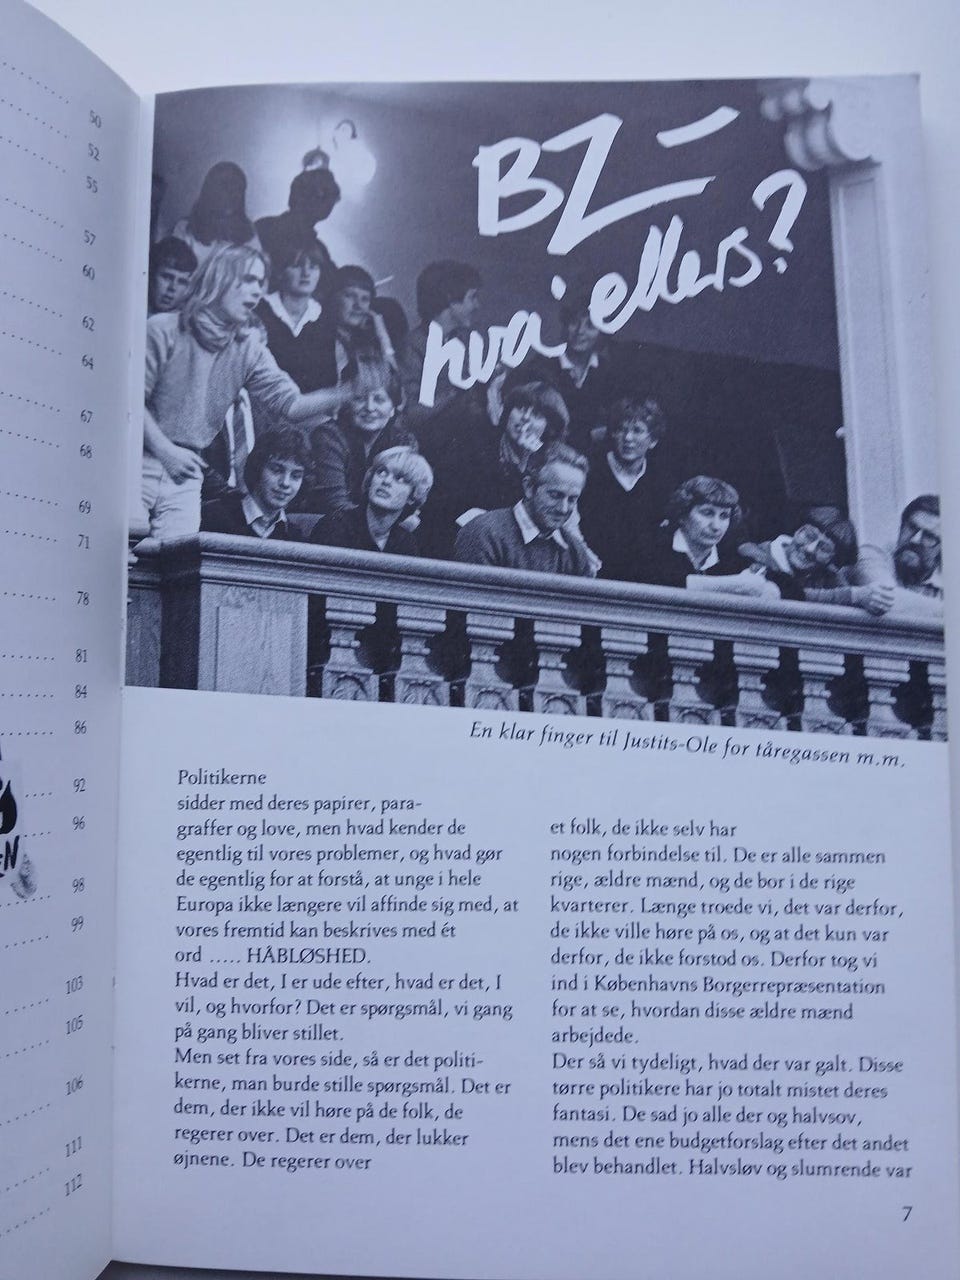 50
52
55
57
60
62
64
67
68
69
71
78
81
84
86
92
96
98
99
103
105
106
111
112
BZ –
hva' ellers?
En klar finger til Justits-Ole for tåregassen m.m.
Politikerne
sidder med deres papirer, para-
graffer og love, men hvad kender de
egentlig til vores problemer, og hvad gør
de egentlig for at forstå, at unge i hele
Europa ikke længere vil affinde sig med, at
vores fremtid kan beskrives med ét
ord ..... HÅBLØSHED.
Hvad er det, I er ude efter, hvad er det, I
vil, og hvorfor? Det er spørgsmål, vi gang
på gang bliver stillet.
Men set fra vores side, så er det politi-
kerne, man burde stille spørgsmål. Det er
dem, der ikke vil høre på de folk, de
regerer over. Det er dem, der lukker
øjnene. De regerer over
et folk, de ikke selv har
nogen forbindelse til. De er alle sammen
rige, ældre mænd, og de bor i de rige
kvarterer. Længe troede vi, det var derfor,
de ikke ville høre på os, og at det kun var
derfor, de ikke forstod os. Derfor tog vi
ind i Københavns Borgerrepræsentation
for at se, hvordan disse ældre mænd
arbejdede.
Der så vi tydeligt, hvad der var galt. Disse
tørre politikere har jo totalt mistet deres
fantasi. De sad jo alle der og halvsov,
mens det ene budgetforslag efter det andet
blev behandlet. Halvsløv og slumrende var
7